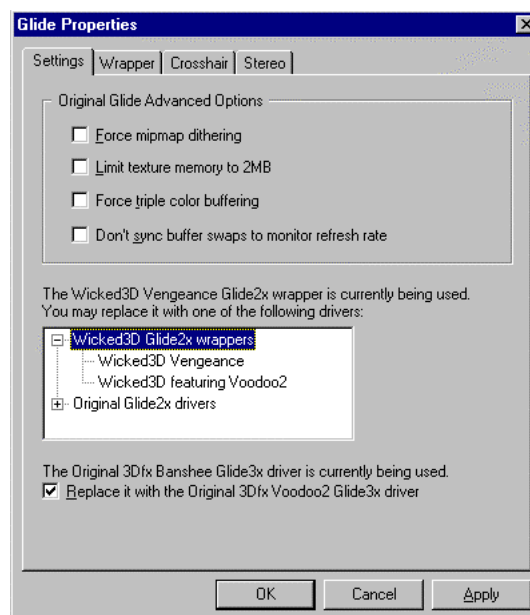 Glide Properties
Settings Wrapper Crosshair Stereo
Original Glide Advanced Options
Force mipmap dithering
Limit texture memory to 2MB
Force triple color buffering
Don't sync buffer swaps to monitor refresh rate
The Wicked3D Vengeance Glide2x wrapper is currently being used.
You may replace it with one of the following drivers:
Wicked3D Glide2x wrappers
Wicked3D Vengeance
Wicked3D featuring Voodoo2
Original Glide2x drivers
The Original 3Dfx Banshee Glide3x driver is currently being used.
Replace it with the Original 3Dfx Voodoo2 Glide3x driver
OK Cancel Apply